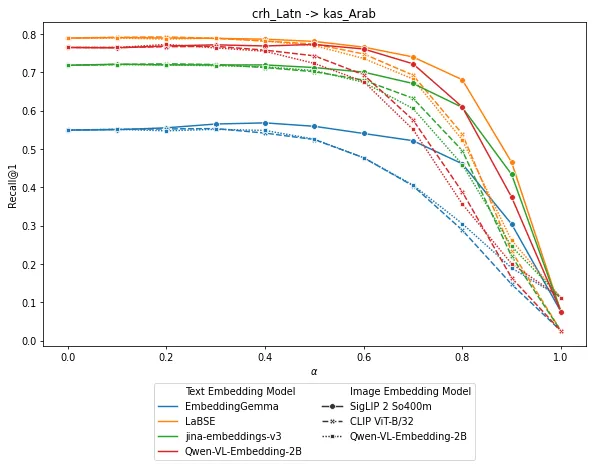 crh_Latn -> kas_Arab
Recall@1
0.8
0.7
0.6
0.5
0.4
0.3
0.2
0.1
0.0
0.0 0.2 0.4 0.6 0.8 1.0
α
Text Embedding Model Image Embedding Model
EmbeddingGemma SigLIP 2 So400m
LaBSE CLIP ViT-B/32
jina-embeddings-v3 Qwen-VL-Embedding-2B
Qwen-VL-Embedding-2B